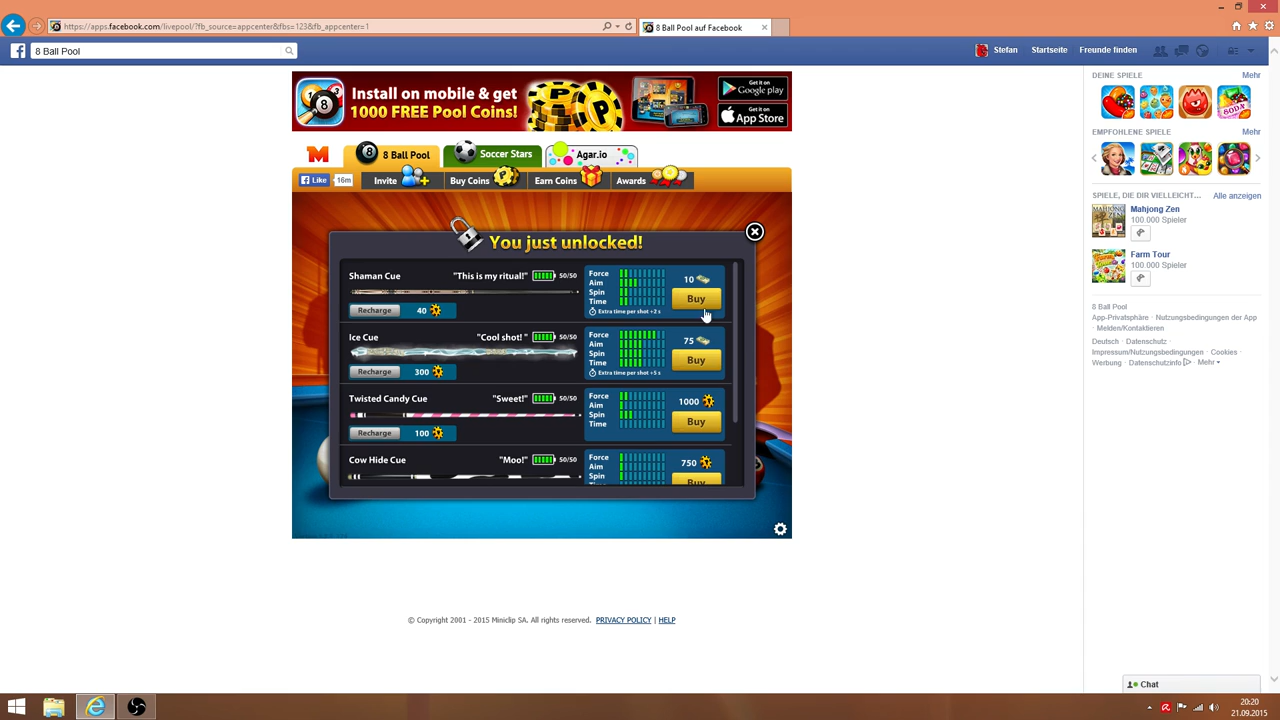 https://apps.facebook.com/livepool/?fb_source=appcenter&fbs=123&fb_appcenter=1
8 Ball Pool auf Facebook
8 Ball Pool
Stefan
Startseite
Freunde finden
Install on mobile & get
1000 FREE Pool Coins!
Get it on
Google play
Get it on
App Store
8 Ball Pool
Soccer Stars
Agar.io
Like
16m
Invite
Buy Coins
Earn Coins
Awards
You just unlocked!
Shaman Cue
"This is my ritual!"
50/50
Recharge
40
Force
Aim
Spin
Time
Extra time per shot +2 s
10
Buy
Ice Cue
"Cool shot!"
50/50
Recharge
300
Force
Aim
Spin
Time
Extra time per shot +5 s
75
Buy
Twisted Candy Cue
"Sweet!"
50/50
Recharge
100
Force
Aim
Spin
Time
1000
Buy
Cow Hide Cue
"Moo!"
50/50
Force
Aim
Spin
750
Buy
© Copyright 2001 - 2015 Miniclip SA. All rights reserved. PRIVACY POLICY | HELP
DEINE SPIELE
Mehr
SODA
EMPFOHLENE SPIELE
Mehr
SPIELE, DIE DIR VIELLEICHT...
Alle anzeigen
Mahjong Zen
100.000 Spieler
Farm Tour
100.000 Spieler
8 Ball Pool
App-Privatsphäre · Nutzungsbedingungen der App
· Melden/Kontaktieren
Deutsch · Datenschutz ·
Impressum/Nutzungsbedingungen · Cookies ·
Werbung · Datenschutzinfo · Mehr
Chat
20:20
21.09.2015